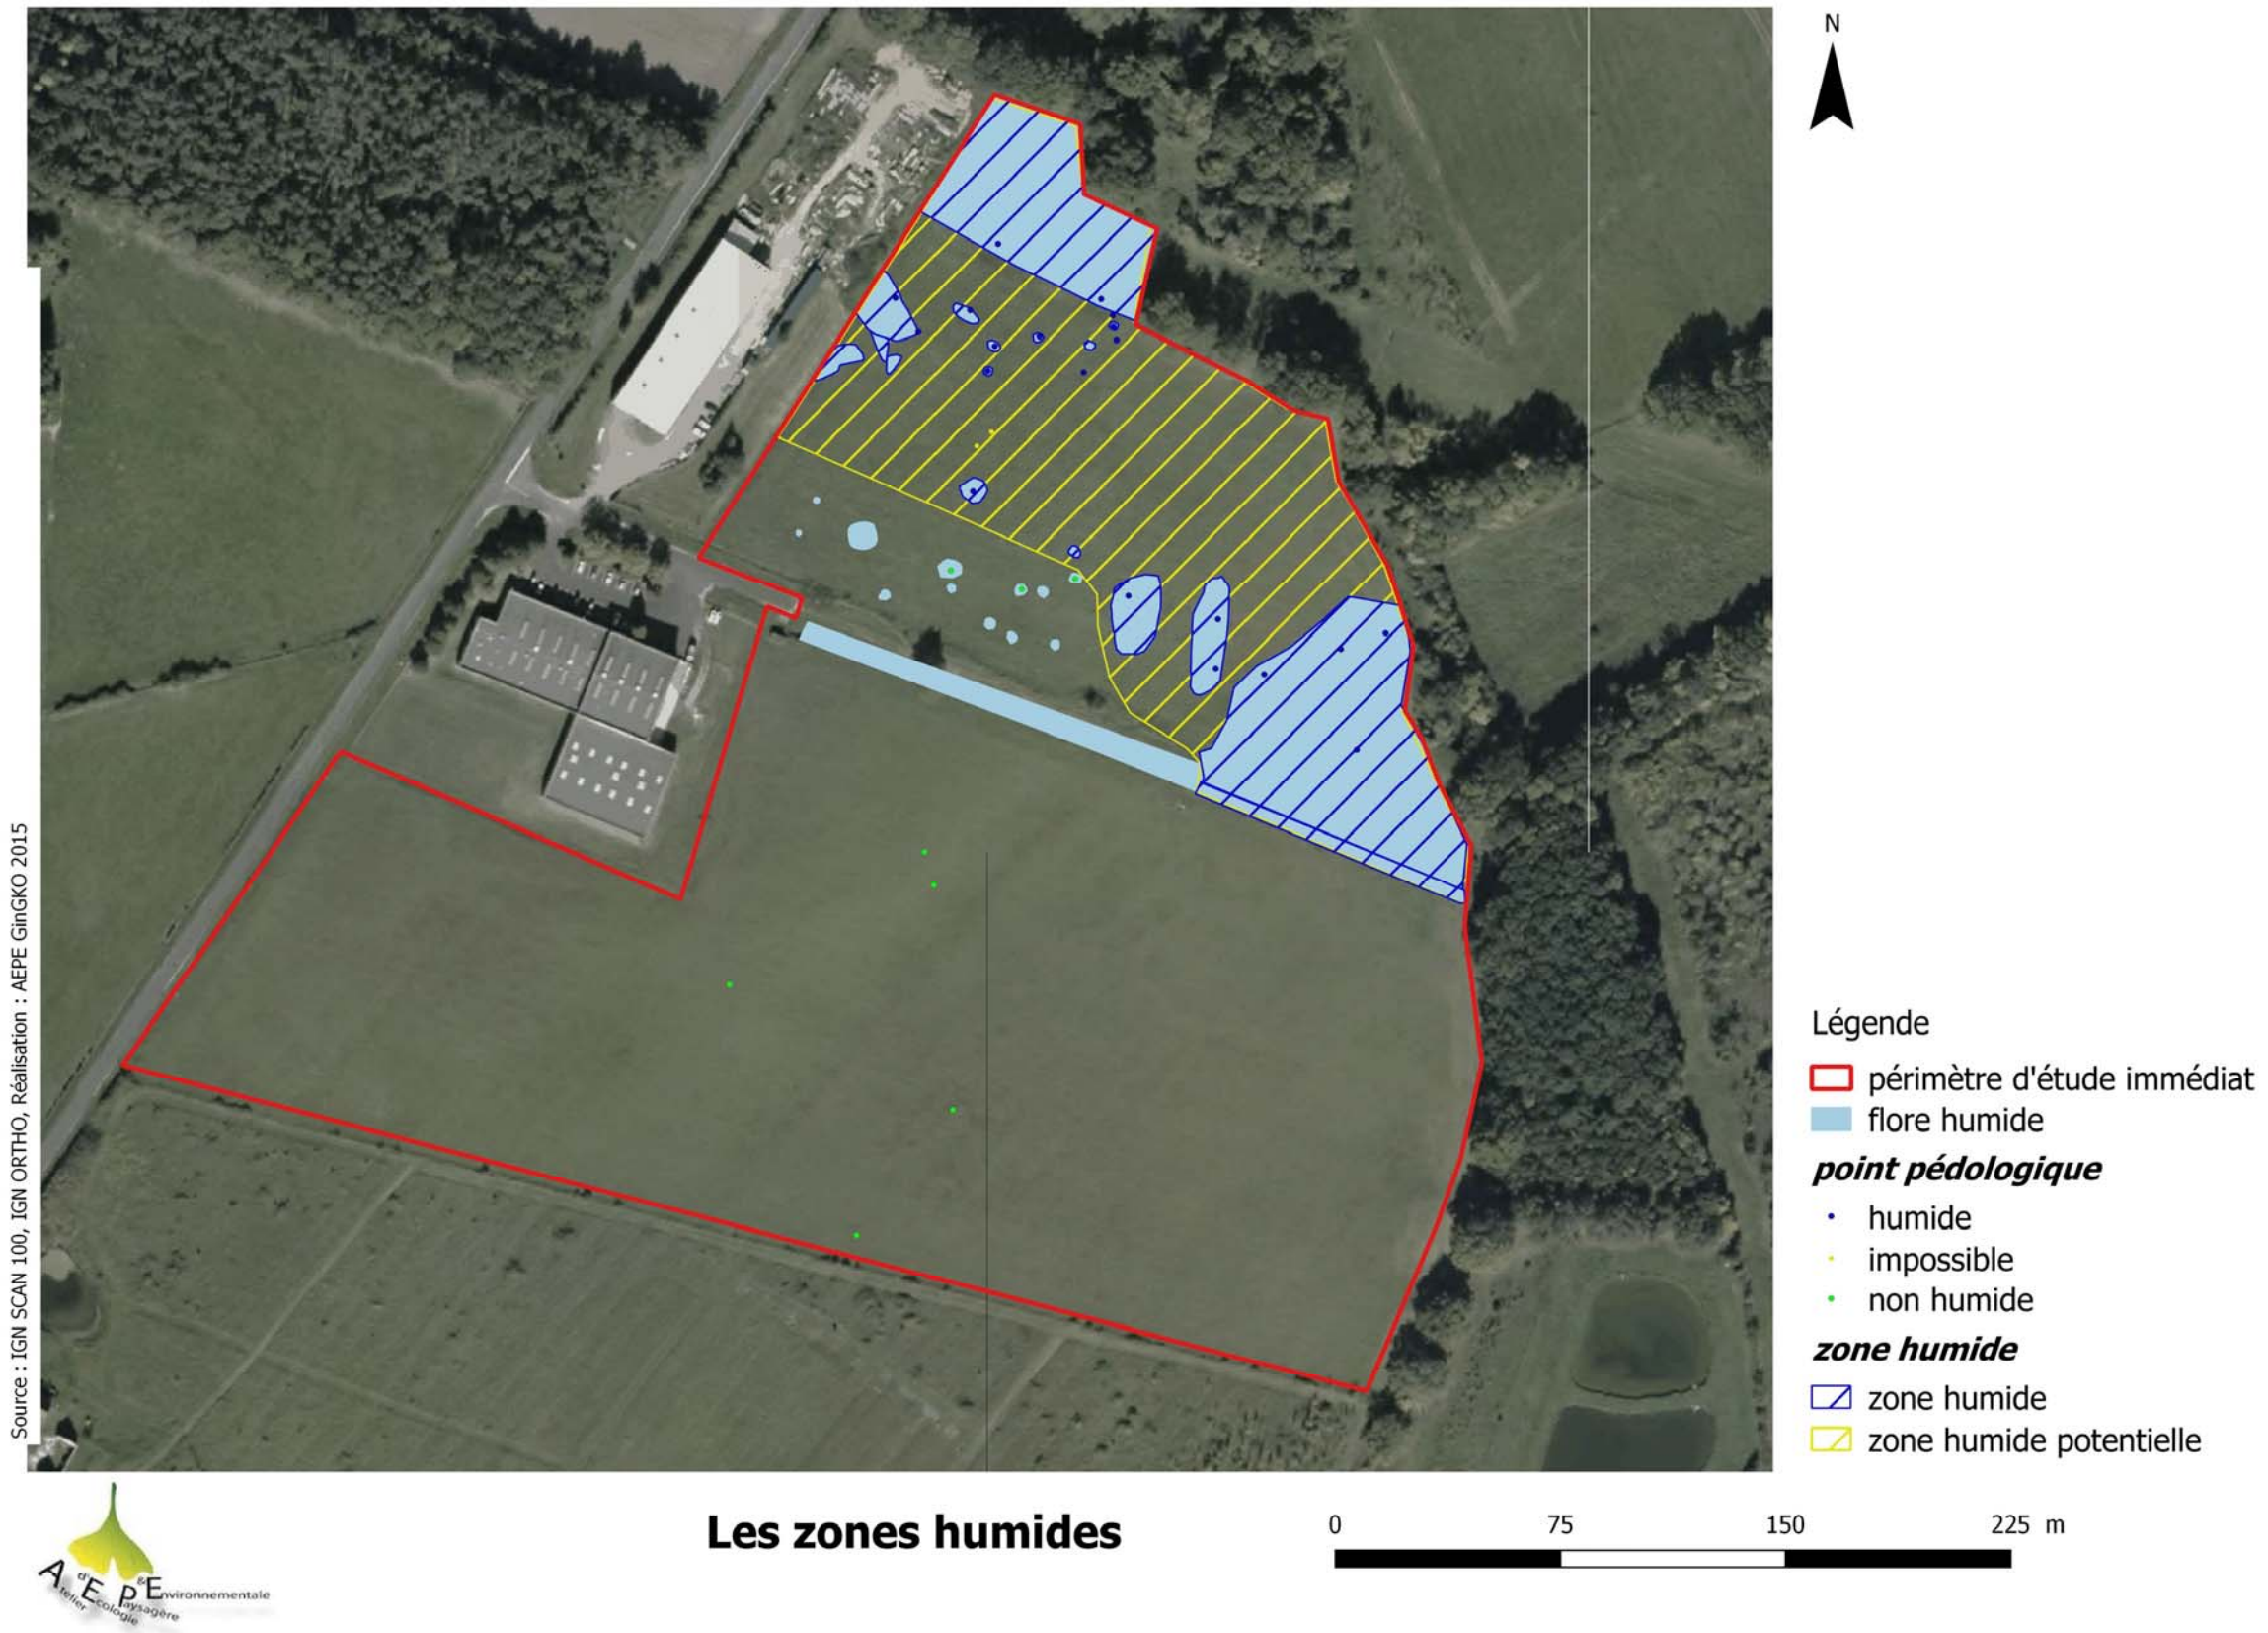 N
Source : IGN SCAN 100, IGN ORTHO, Réalisation : AEPE GinGKO 2015
Légende
périmètre d'étude immédiat
flore humide
point pédologique
humide
impossible
non humide
zone humide
zone humide
zone humide potentielle
Les zones humides
0 75 150 225 m
Atelier
d'Ecologie
Paysagère
& Environnementale